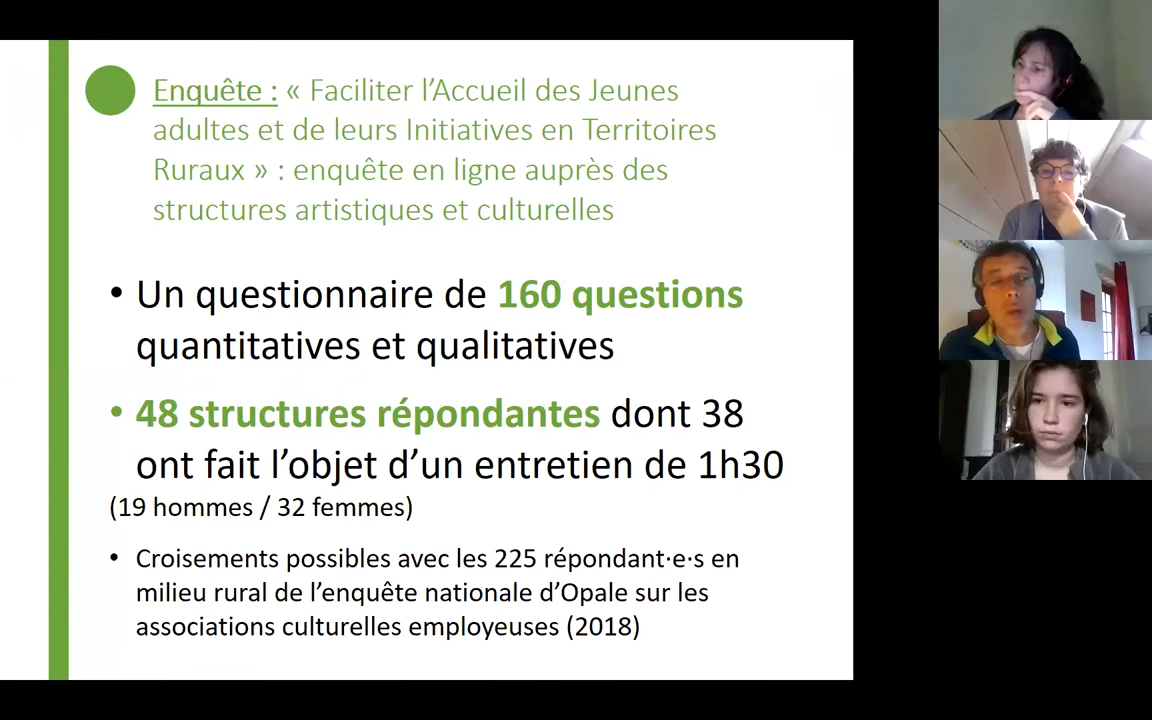 Enquête : « Faciliter l’Accueil des Jeunes
adultes et de leurs Initiatives en Territoires
Ruraux » : enquête en ligne auprès des
structures artistiques et culturelles
• Un questionnaire de 160 questions
quantitatives et qualitatives
• 48 structures répondantes dont 38
ont fait l’objet d’un entretien de 1h30
(19 hommes / 32 femmes)
• Croisements possibles avec les 225 répondant·e·s en
milieu rural de l’enquête nationale d’Opale sur les
associations culturelles employeuses (2018)